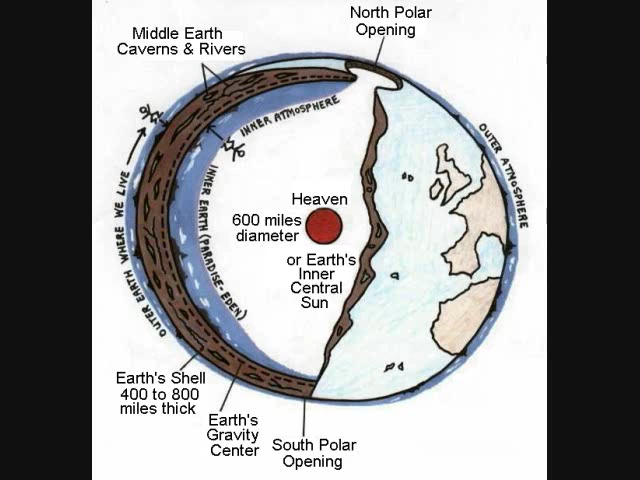 Middle Earth
Caverns & Rivers
North Polar
Opening
INNER ATMOSPHERE
OUTER ATMOSPHERE
OUTER EARTH WHERE WE LIVE
INNER EARTH (PARADISE-EDEN)
Heaven
600 miles
diameter
or Earth's
Inner
Central
Sun
Earth's Shell
400 to 800
miles thick
Earth's
Gravity
Center
South Polar
Opening